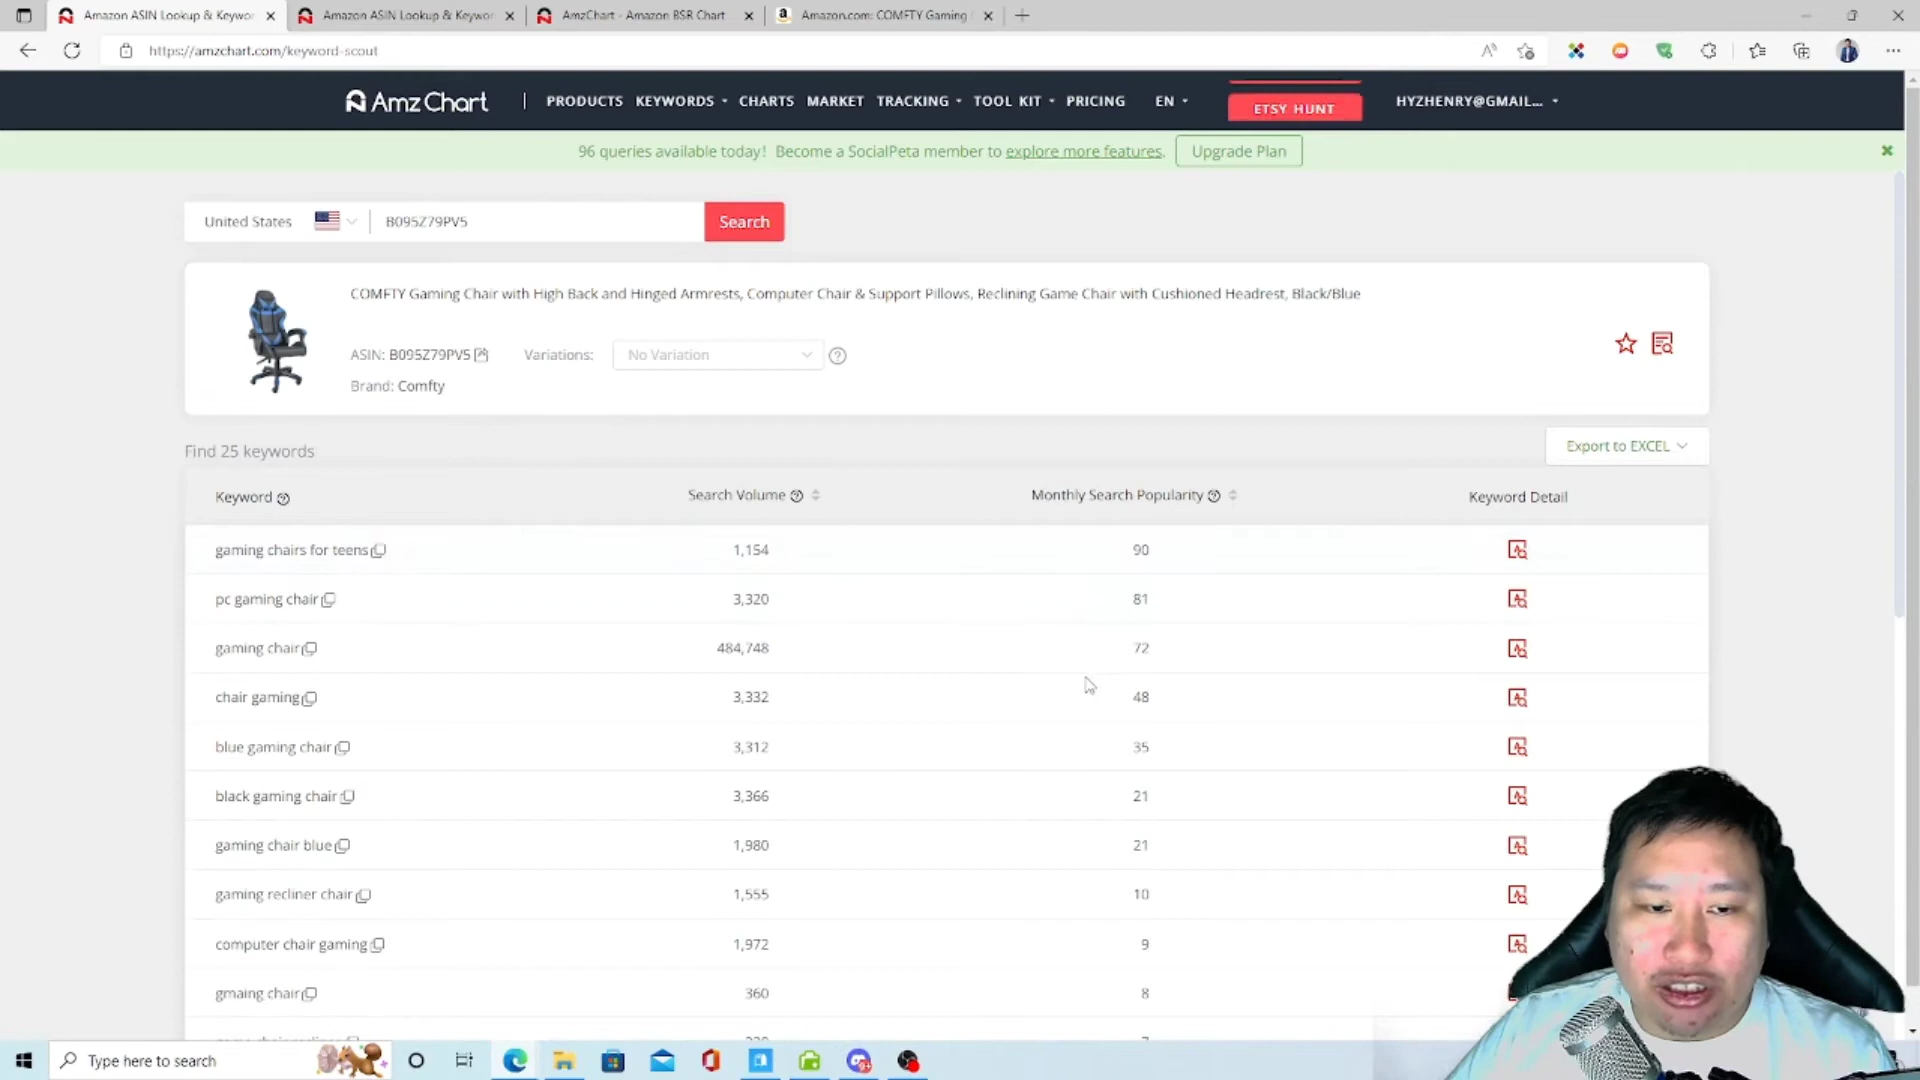 Amazon ASIN Lookup & Keywor
Amazon ASIN Lookup & Keywor
AmzChart - Amazon BSR Chart
Amazon.com: COMFTY Gaming
https://amzchart.com/keyword-scout
AmzChart
PRODUCTS KEYWORDS CHARTS MARKET TRACKING TOOL KIT PRICING EN
ETSY HUNT
HYZHENRY@GMAIL...
96 queries available today! Become a SocialPeta member to explore more features. Upgrade Plan
United States B095Z79PV5 Search
COMFTY Gaming Chair with High Back and Hinged Armrests, Computer Chair & Support Pillows, Reclining Game Chair with Cushioned Headrest, Black/Blue
ASIN: B095Z79PV5 Variations: No Variation
Brand: Comfty
Find 25 keywords
Export to EXCEL
Keyword Search Volume Monthly Search Popularity Keyword Detail
gaming chairs for teens 1,154 90
pc gaming chair 3,320 81
gaming chair 484,748 72
chair gaming 3,332 48
blue gaming chair 3,312 35
black gaming chair 3,366 21
gaming chair blue 1,980 21
gaming recliner chair 1,555 10
computer chair gaming 1,972 9
gmaing chair 360 8
Type here to search